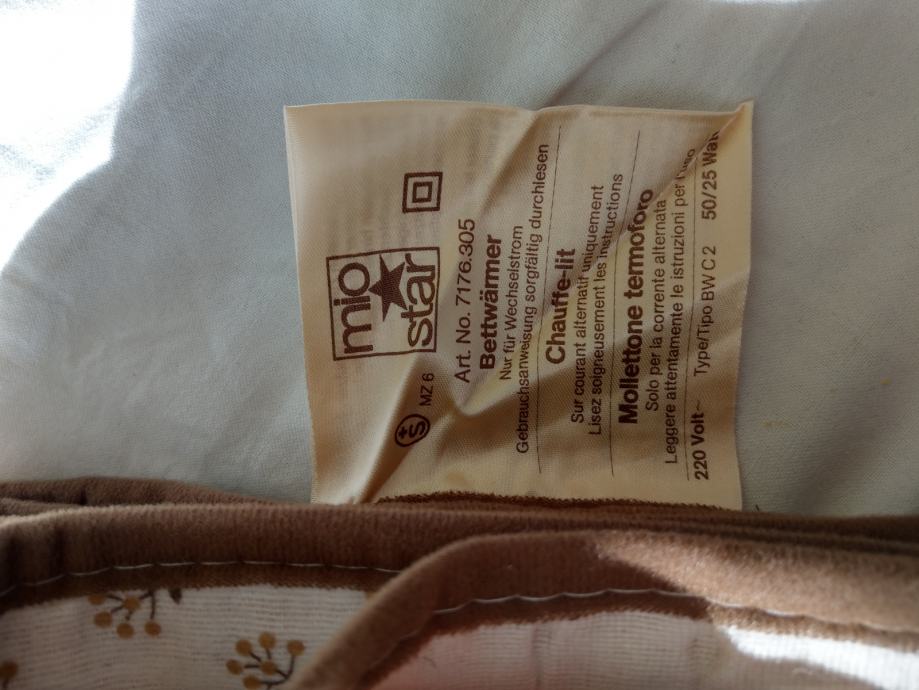 mio
star
MZ 6
Art. No. 7176.305
Bettwärmer
Nur für Wechselstrom
Gebrauchsanweisung sorgfältig durchlesen
Chauffe-lit
Sur courant alternatif uniquement
Lisez soigneusement les instructions
Mollettone termoforo
Solo per la corrente alternata
Leggere attentamente le istruzioni per l'uso
220 Volt~ Type/Tipo BW C 2 50/25 Watt